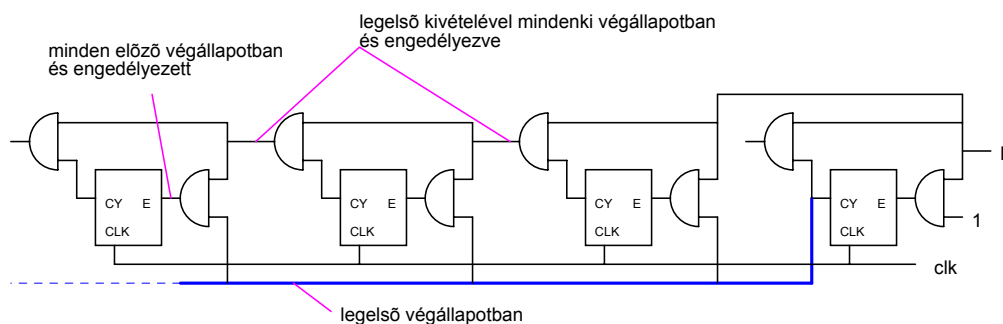 legelsõ kivételével mindenki végállapotban
és engedélyezve
minden elõzõ végállapotban
és engedélyezett
CY E
CLK
CY E
CLK
CY E
CLK
CY E
CLK
1
clk
legelsõ végállapotban